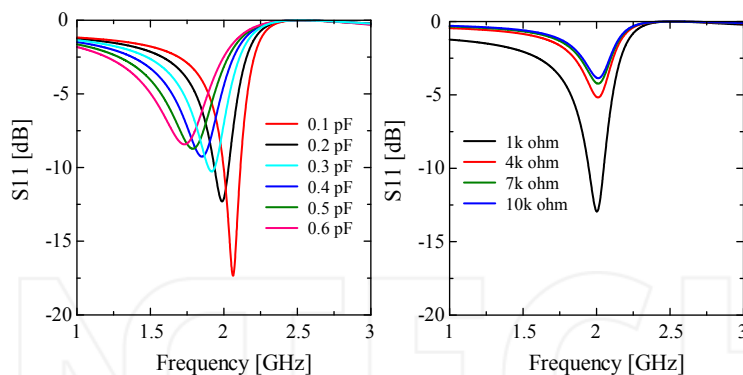 0
-5
-10
-15
-20
S11 [dB]
0.1 pF
0.2 pF
0.3 pF
0.4 pF
0.5 pF
0.6 pF
1
1.5
2
2.5
3
Frequency [GHz]
0
-5
-10
-15
-20
S11 [dB]
1k ohm
4k ohm
7k ohm
10k ohm
1
1.5
2
2.5
3
Frequency [GHz]